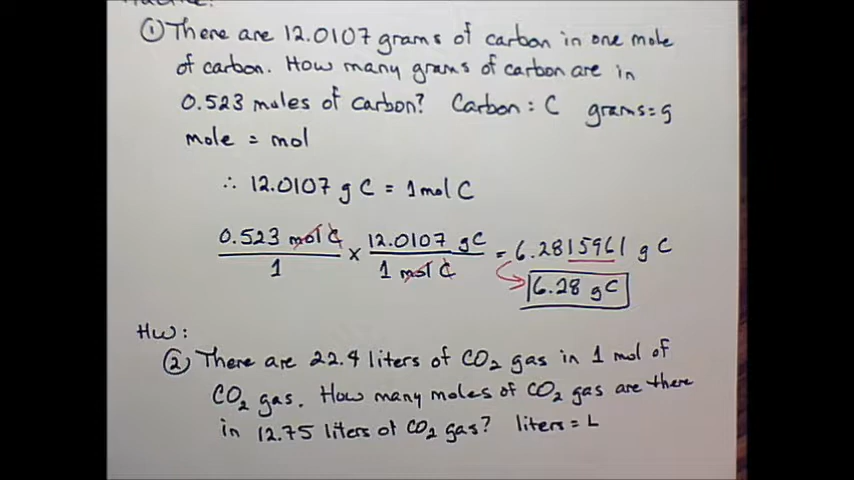 Practice:
① There are 12.0107 grams of carbon in one mole
of carbon. How many grams of carbon are in
0.523 moles of carbon? Carbon = C grams = g
mole = mol
∴ 12.0107 g C = 1 mol C
0.523 mol C / 1 × 12.0107 g C / 1 mol C = 6.2815961 g C
6.28 g C
HW:
② There are 22.4 liters of CO₂ gas in 1 mol of
CO₂ gas. How many moles of CO₂ gas are there
in 12.75 liters of CO₂ gas? liters = L